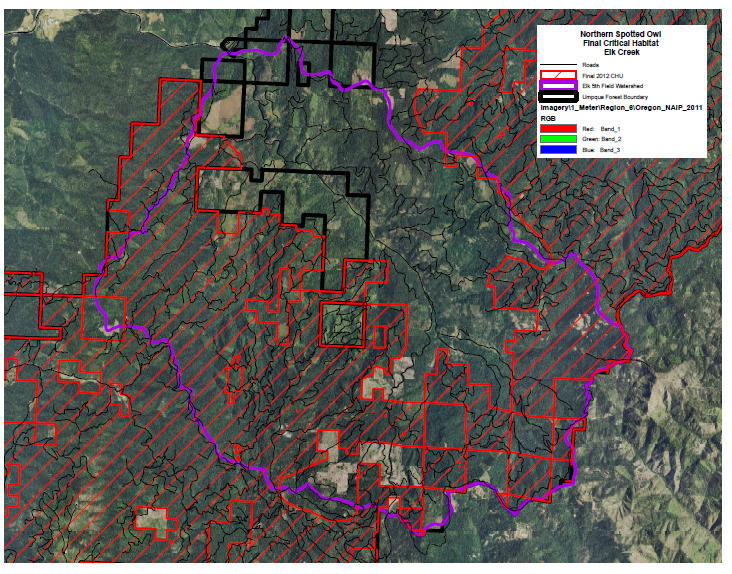 Northern Spotted Owl
Final Critical Habitat
Elk Creek
Roads
Final 2012 CHU
Elk 5th Field Watershed
Umpqua Forest Boundary
Imagery\1_Meter\Region_6\Oregon_NAIP_2011
RGB
Red: Band_1
Green: Band_2
Blue: Band_3